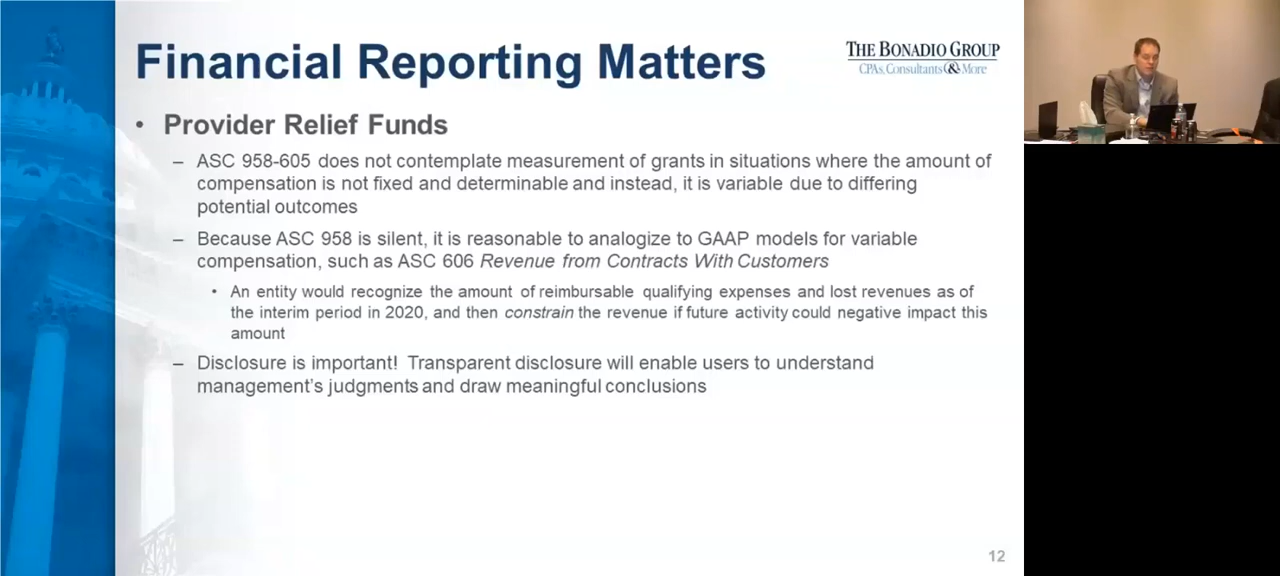 Financial Reporting Matters
THE BONADIO GROUP
CPAs, Consultants & More
• Provider Relief Funds
– ASC 958-605 does not contemplate measurement of grants in situations where the amount of
compensation is not fixed and determinable and instead, it is variable due to differing
potential outcomes
– Because ASC 958 is silent, it is reasonable to analogize to GAAP models for variable
compensation, such as ASC 606 Revenue from Contracts With Customers
• An entity would recognize the amount of reimbursable qualifying expenses and lost revenues as of
the interim period in 2020, and then constrain the revenue if future activity could negative impact this
amount
– Disclosure is important! Transparent disclosure will enable users to understand
management's judgments and draw meaningful conclusions
12